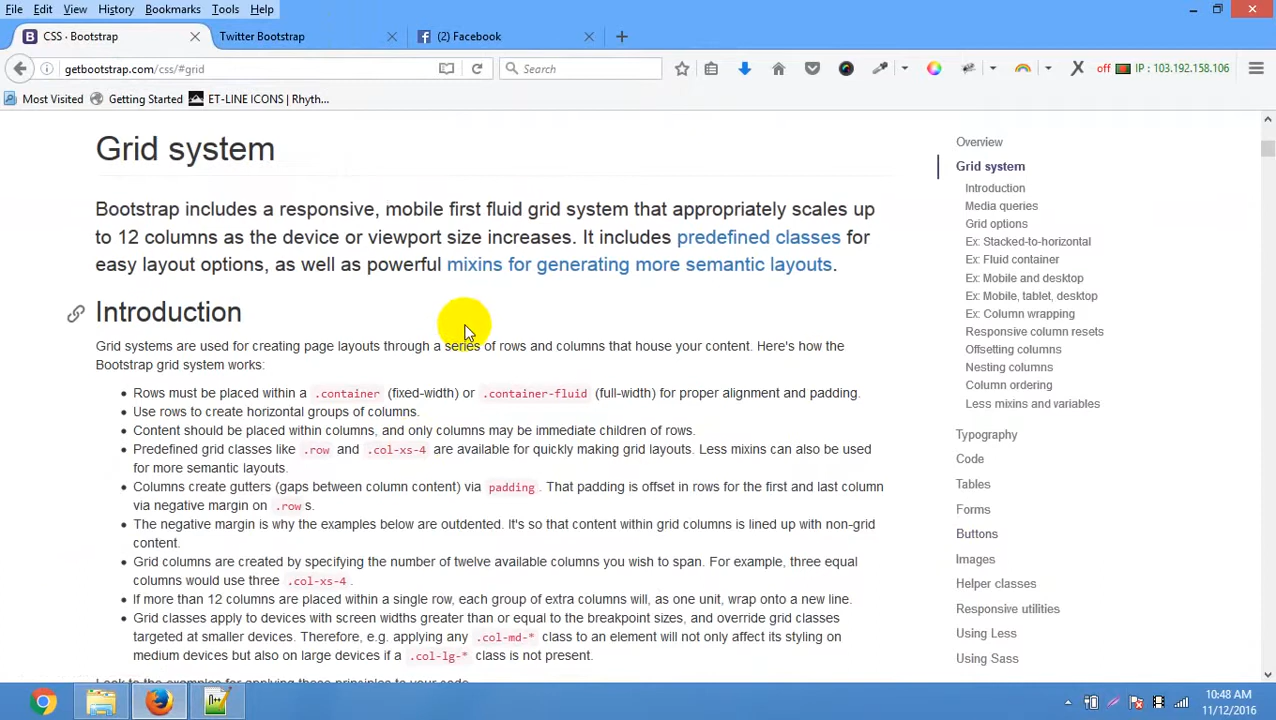 File Edit View History Bookmarks Tools Help
CSS · Bootstrap
Twitter Bootstrap
(2) Facebook
getbootstrap.com/css/#grid
Search
off IP : 103.192.158.106
Most Visited Getting Started ET-LINE ICONS | Rhyth...
Grid system
Bootstrap includes a responsive, mobile first fluid grid system that appropriately scales up
to 12 columns as the device or viewport size increases. It includes predefined classes for
easy layout options, as well as powerful mixins for generating more semantic layouts.
Introduction
Grid systems are used for creating page layouts through a series of rows and columns that house your content. Here's how the
Bootstrap grid system works:
• Rows must be placed within a .container (fixed-width) or .container-fluid (full-width) for proper alignment and padding.
• Use rows to create horizontal groups of columns.
• Content should be placed within columns, and only columns may be immediate children of rows.
• Predefined grid classes like .row and .col-xs-4 are available for quickly making grid layouts. Less mixins can also be used
for more semantic layouts.
• Columns create gutters (gaps between column content) via padding. That padding is offset in rows for the first and last column
via negative margin on .row s.
• The negative margin is why the examples below are outdented. It's so that content within grid columns is lined up with non-grid
content.
• Grid columns are created by specifying the number of twelve available columns you wish to span. For example, three equal
columns would use three .col-xs-4.
• If more than 12 columns are placed within a single row, each group of extra columns will, as one unit, wrap onto a new line.
• Grid classes apply to devices with screen widths greater than or equal to the breakpoint sizes, and override grid classes
targeted at smaller devices. Therefore, e.g. applying any .col-md-* class to an element will not only affect its styling on
medium devices but also on large devices if a .col-lg-* class is not present.
Look to the examples for applying these principles to your code.
Overview
Grid system
Introduction
Media queries
Grid options
Ex: Stacked-to-horizontal
Ex: Fluid container
Ex: Mobile and desktop
Ex: Mobile, tablet, desktop
Ex: Column wrapping
Responsive column resets
Offsetting columns
Nesting columns
Column ordering
Less mixins and variables
Typography
Code
Tables
Forms
Buttons
Images
Helper classes
Responsive utilities
Using Less
Using Sass
10:48 AM
11/12/2016